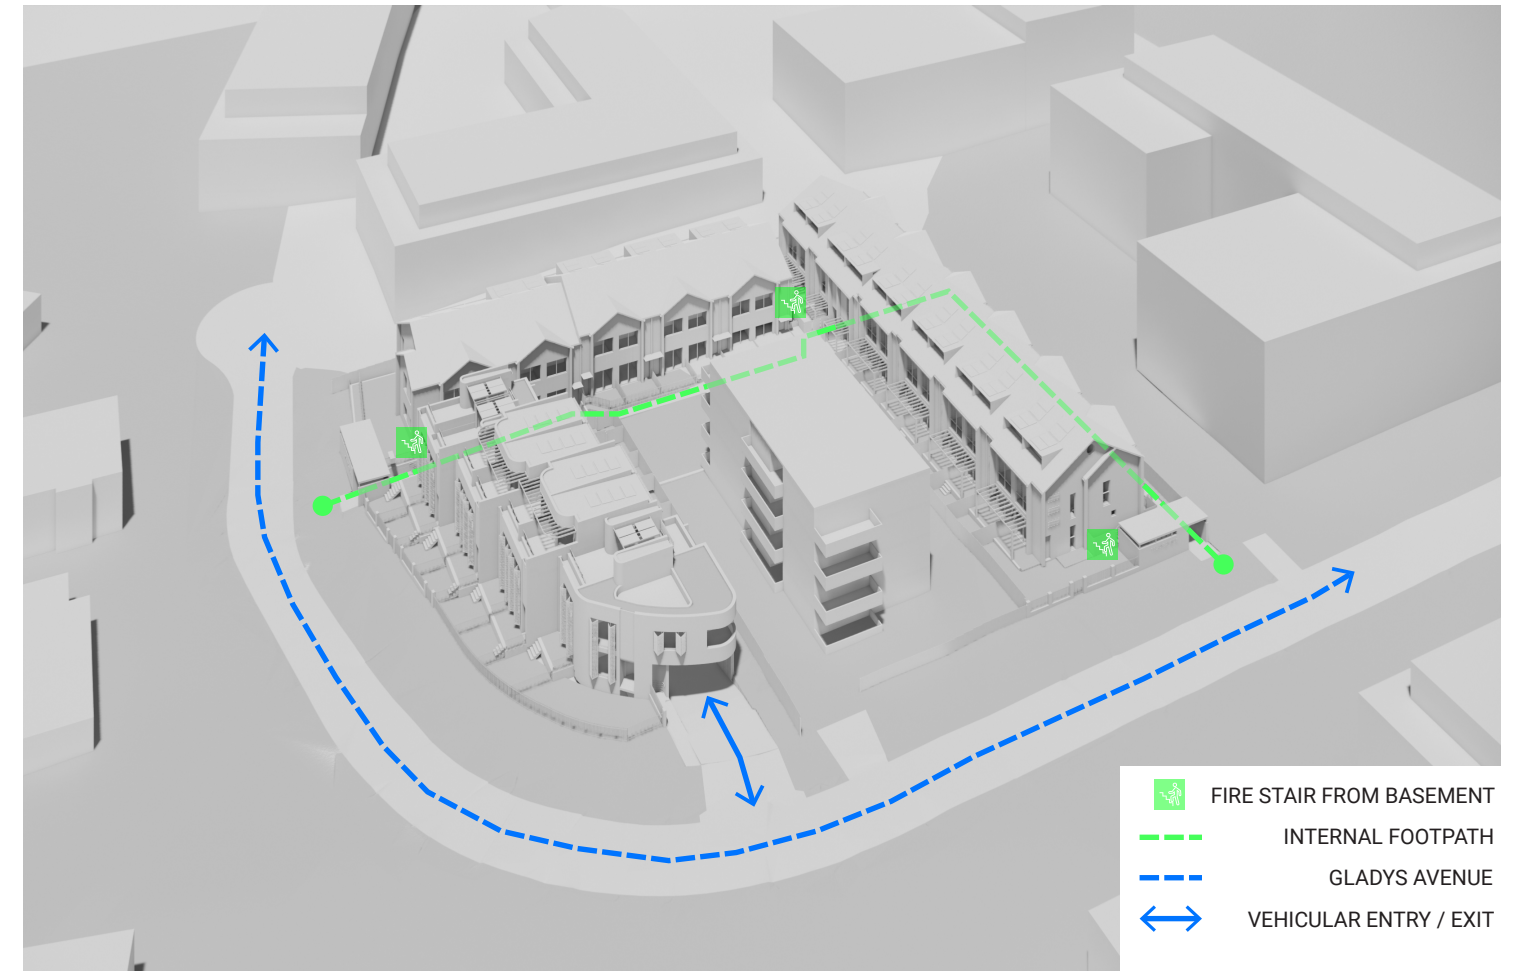 FIRE STAIR FROM BASEMENT
INTERNAL FOOTPATH
GLADYS AVENUE
VEHICULAR ENTRY / EXIT